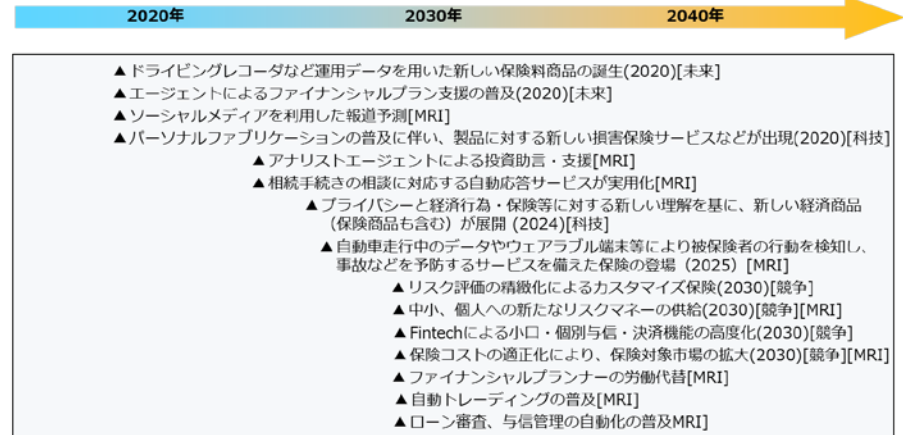 2020年 2030年 2040年
▲ドライビングレコーダなど運用データを用いた新しい保険料商品の誕生(2020)[未来]
▲エージェントによるファイナンシャルプラン支援の普及(2020)[未来]
▲ソーシャルメディアを利用した報道予測[MRI]
▲パーソナルファブリケーションの普及に伴い、製品に対する新しい損害保険サービスなどが出現(2020)[科技]
▲アナリストエージェントによる投資助言・支援[MRI]
▲相続手続きの相談に対応する自動応答サービスが実用化[MRI]
▲プライバシーと経済行為・保険等に対する新しい理解を基に、新しい経済商品
（保険商品も含む）が展開 (2024)[科技]
▲自動車走行中のデータやウェアラブル端末等により被保険者の行動を検知し、
事故などを予防するサービスを備えた保険の登場（2025）[MRI]
▲リスク評価の精緻化によるカスタマイズ保険(2030)[競争]
▲中小、個人への新たなリスクマネーの供給(2030)[競争][MRI]
▲Fintechによる小口・個別与信・決済機能の高度化(2030)[競争]
▲保険コストの適正化により、保険対象市場の拡大(2030)[競争][MRI]
▲ファイナンシャルプランナーの労働代替[MRI]
▲自動トレーディングの普及[MRI]
▲ローン審査、与信管理の自動化の普及MRI]